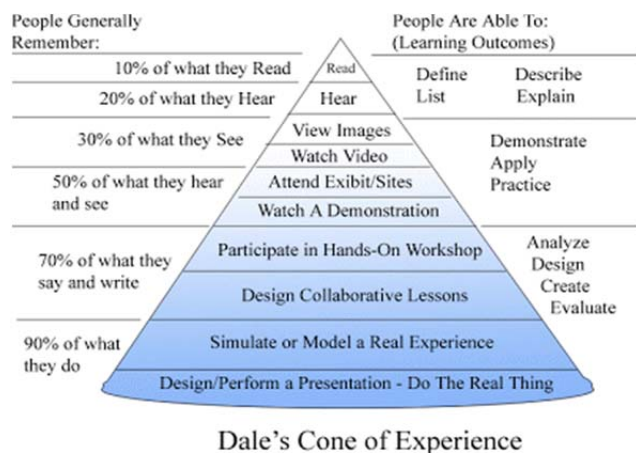 People Generally
Remember:
10% of what they Read
20% of what they Hear
30% of what they See
50% of what they hear
and see
70% of what they
say and write
90% of what
they do
Read
Hear
View Images
Watch Video
Attend Exibit/Sites
Watch A Demonstration
Participate in Hands-On Workshop
Design Collaborative Lessons
Simulate or Model a Real Experience
Design/Perform a Presentation - Do The Real Thing
People Are Able To:
(Learning Outcomes)
Define Describe
List Explain
Demonstrate
Apply
Practice
Analyze
Design
Create
Evaluate
Dale's Cone of Experience